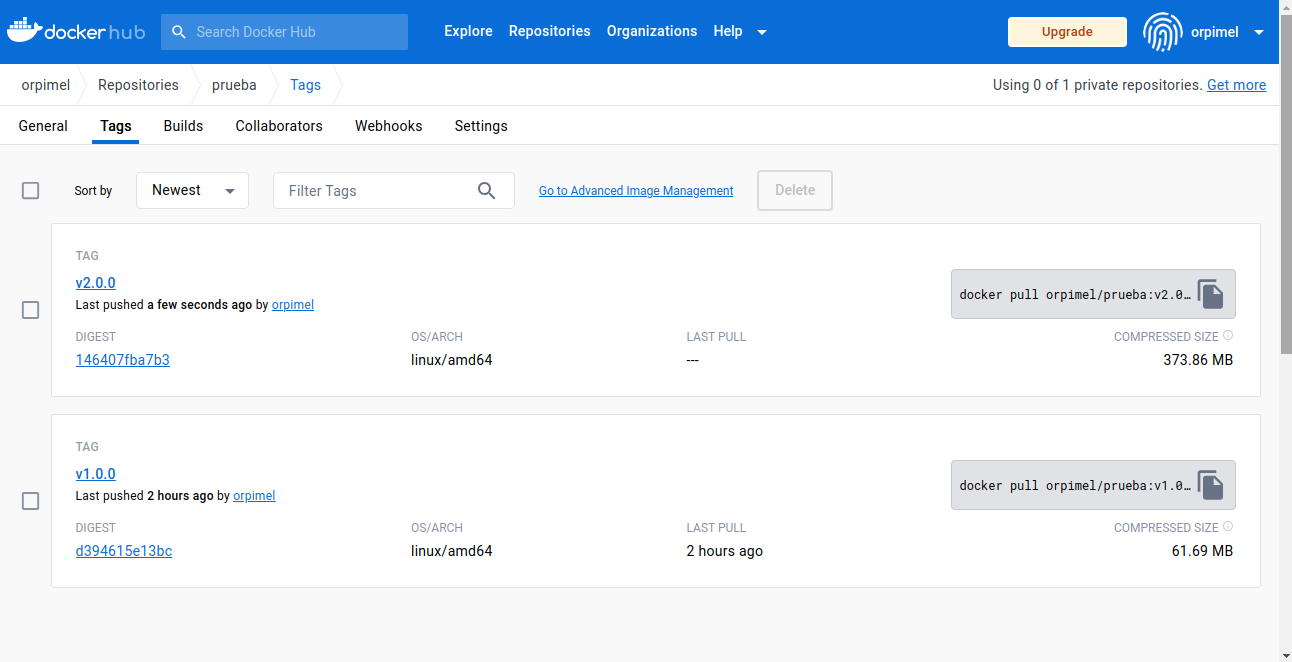 docker hub Search Docker Hub Explore Repositories Organizations Help Upgrade orpimel
orpimel Repositories prueba Tags Using 0 of 1 private repositories. Get more
General Tags Builds Collaborators Webhooks Settings
Sort by Newest Filter Tags Go to Advanced Image Management Delete
TAG
v2.0.0
Last pushed a few seconds ago by orpimel
docker pull orpimel/prueba:v2.0…
DIGEST OS/ARCH LAST PULL COMPRESSED SIZE
146407fba7b3 linux/amd64 --- 373.86 MB
TAG
v1.0.0
Last pushed 2 hours ago by orpimel
docker pull orpimel/prueba:v1.0…
DIGEST OS/ARCH LAST PULL COMPRESSED SIZE
d394615e13bc linux/amd64 2 hours ago 61.69 MB